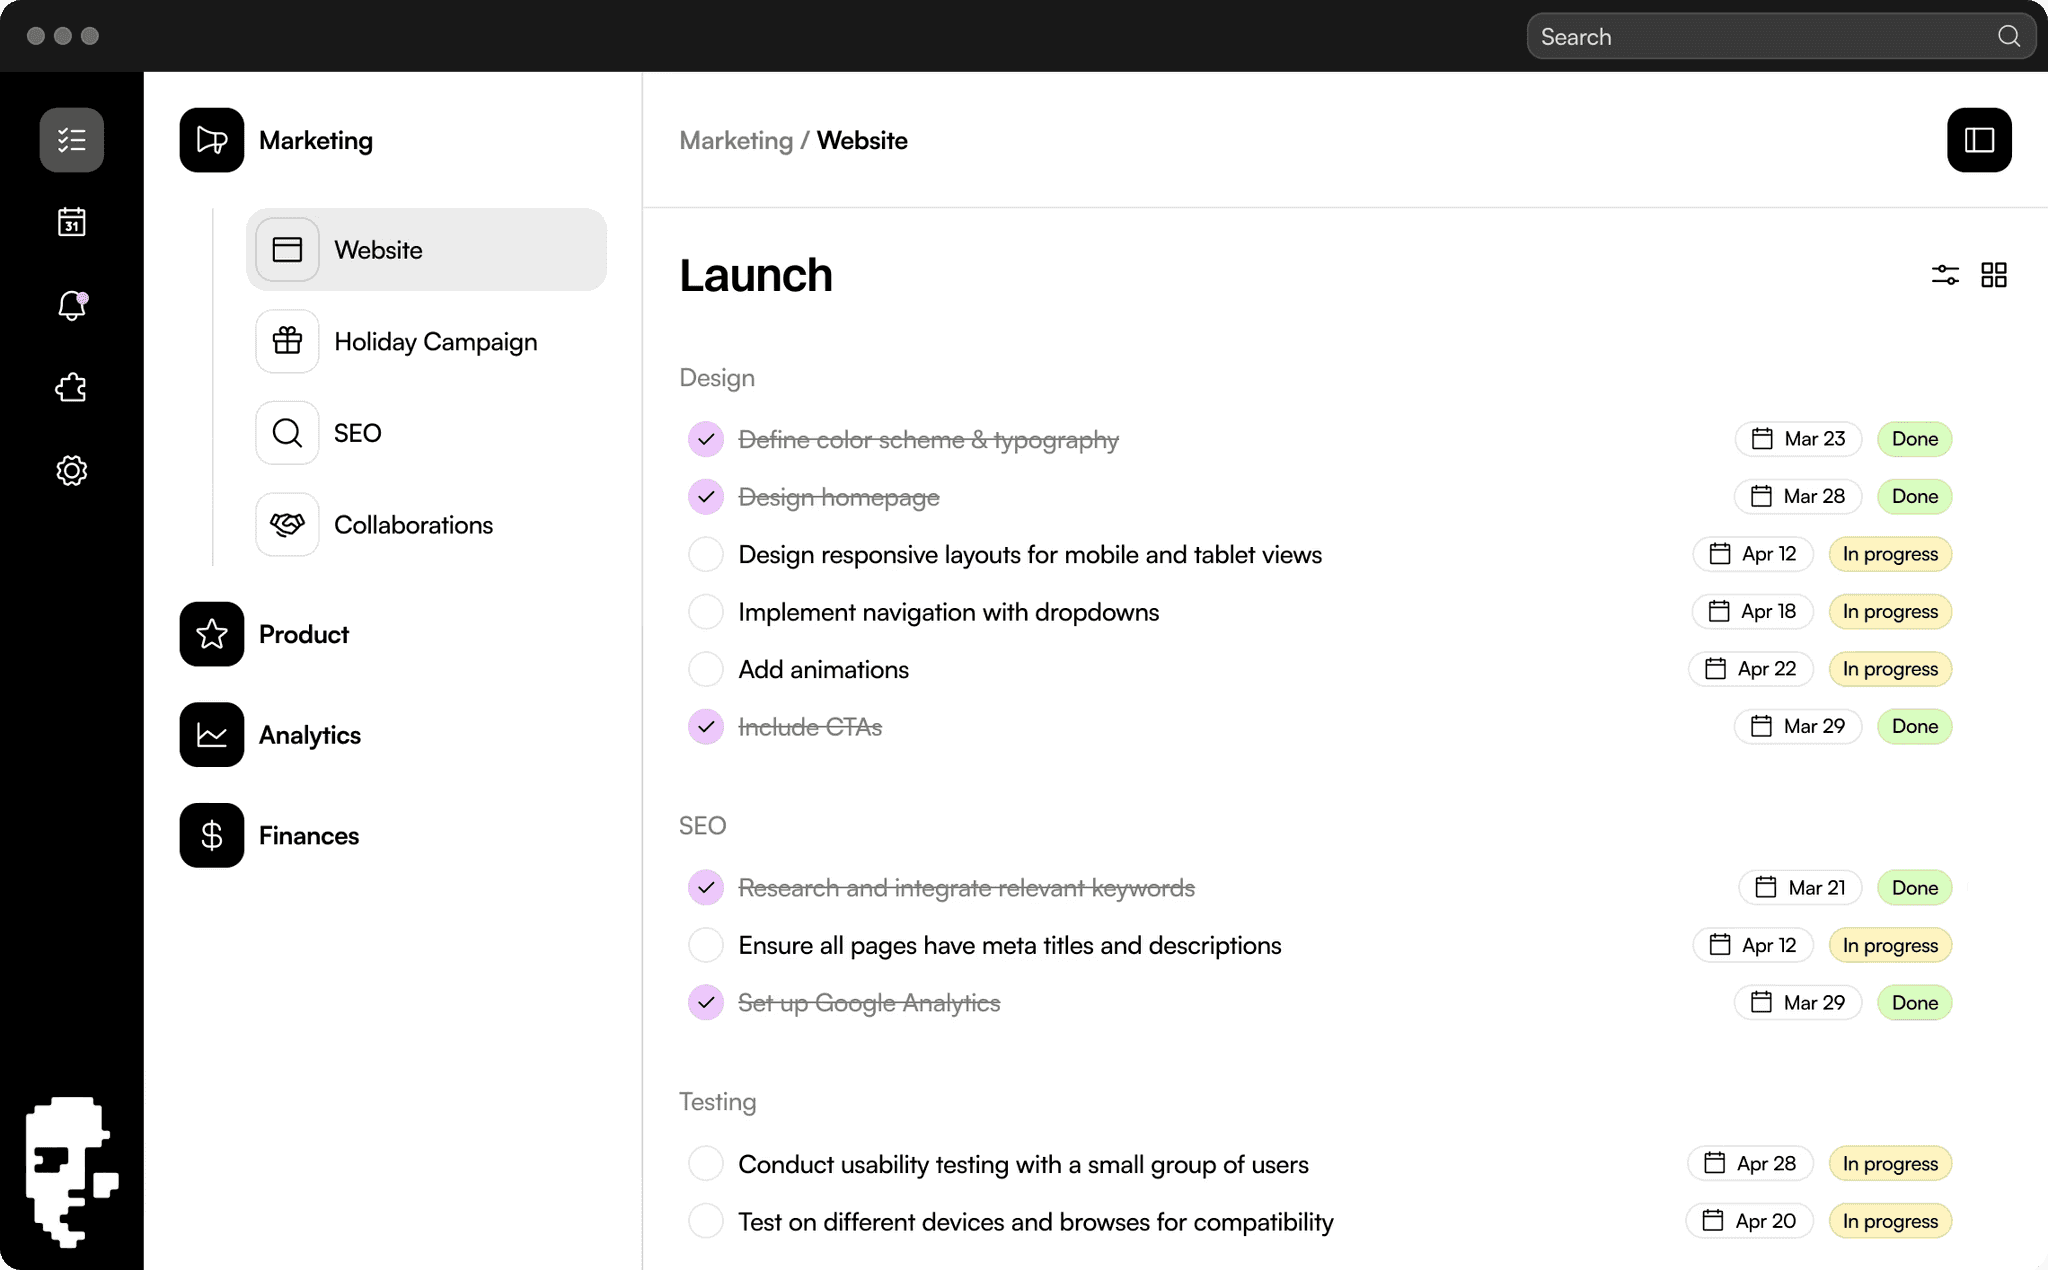 Search
31
Marketing
Website
Holiday Campaign
SEO
Collaborations
Product
Analytics
$ Finances
Marketing / Website
Launch
Design
Define color scheme & typography Mar 23 Done
Design homepage Mar 28 Done
Design responsive layouts for mobile and tablet views Apr 12 In progress
Implement navigation with dropdowns Apr 18 In progress
Add animations Apr 22 In progress
Include CTAs Mar 29 Done
SEO
Research and integrate relevant keywords Mar 21 Done
Ensure all pages have meta titles and descriptions Apr 12 In progress
Set up Google Analytics Mar 29 Done
Testing
Conduct usability testing with a small group of users Apr 28 In progress
Test on different devices and browses for compatibility Apr 20 In progress